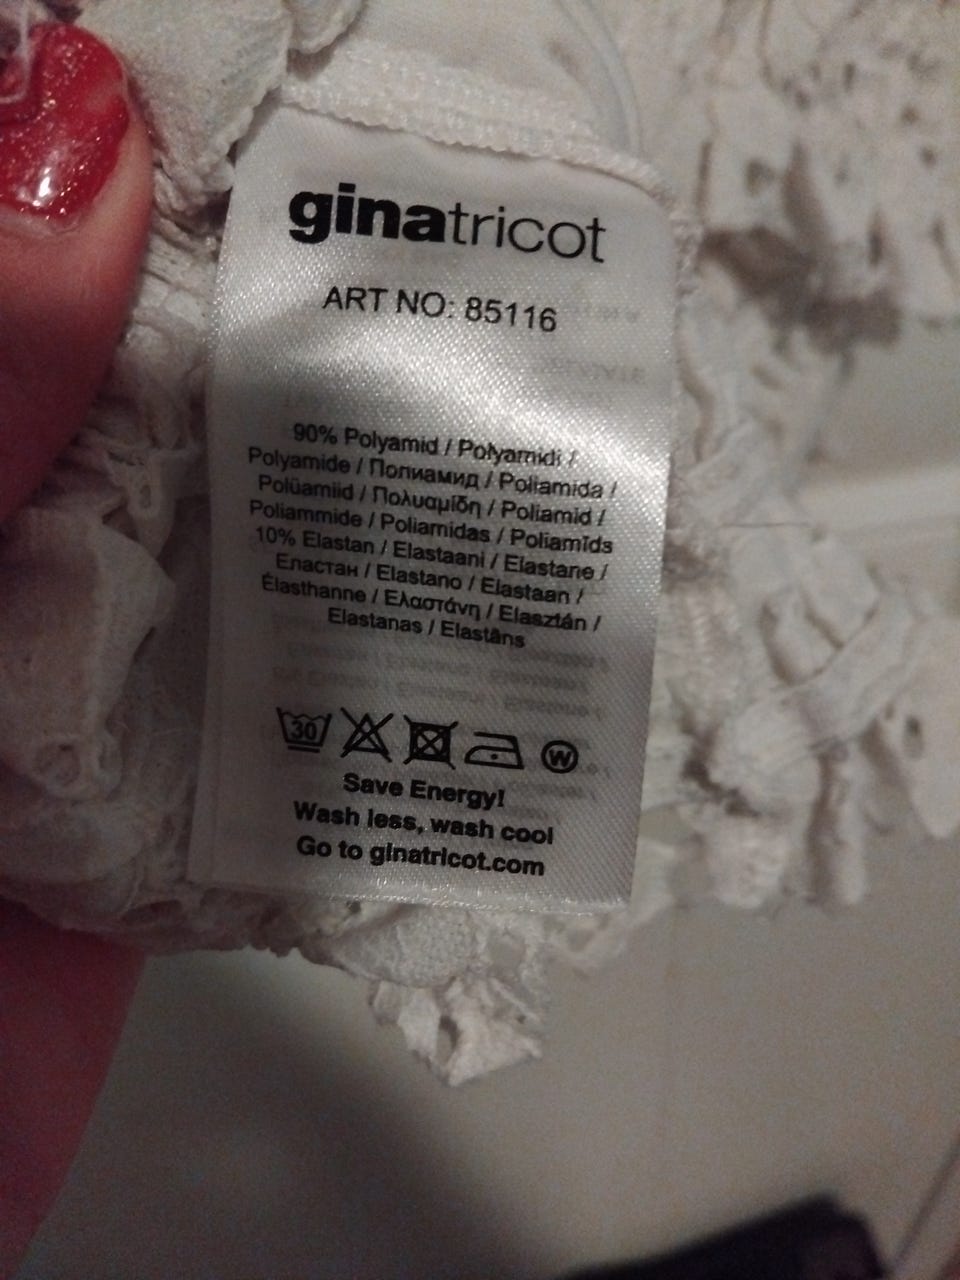 ginatricot
ART NO: 85116
90% Polyamid / Polyamidi /
Polyamide / Полиамид / Poliamida /
Polüamiid / Πολυαμίδη / Poliamid /
Poliammide / Poliamidas / Poliamīds
10% Elastan / Elastaani / Elastane /
Еластан / Elastano / Elastaan /
Élasthanne / Ελαστάνη / Elasztán /
Elastanas / Elastāns
30 W
Save Energy!
Wash less, wash cool
Go to ginatricot.com